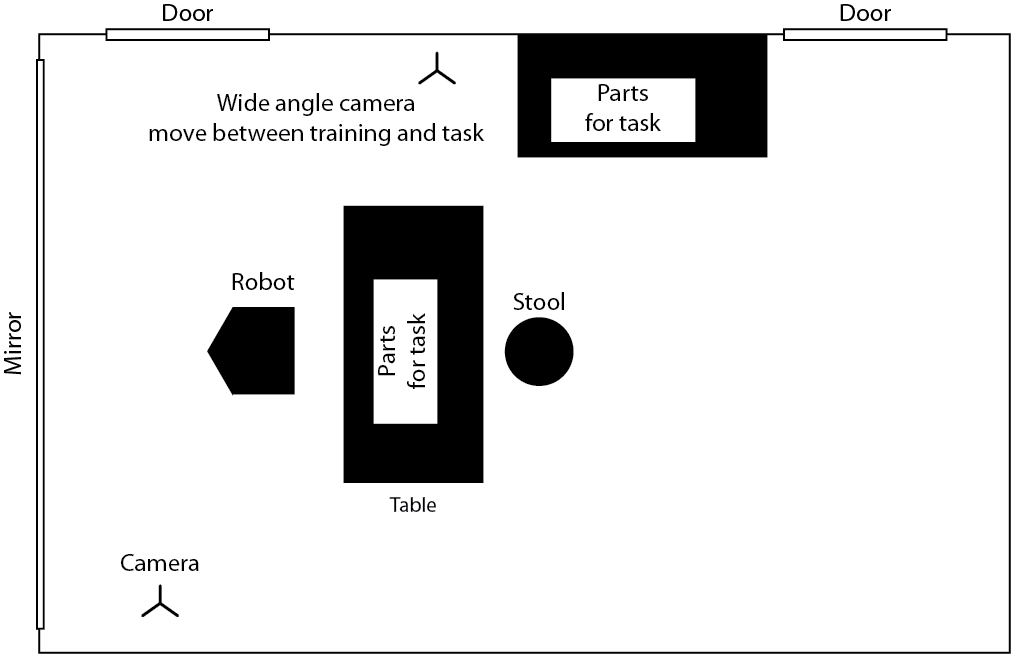 Door
Door
Wide angle camera
move between training and task
Parts
for task
Robot
Stool
Mirror
Parts
for task
Table
Camera